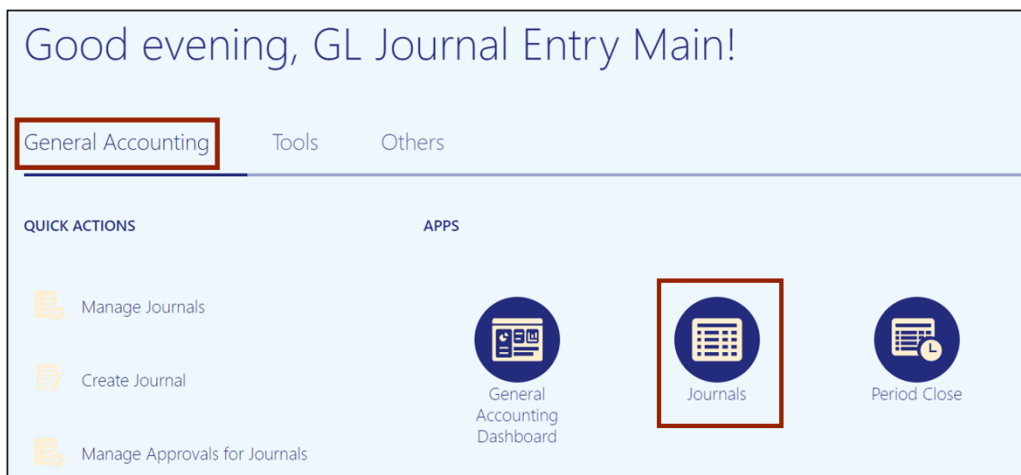 Good evening, GL Journal Entry Main!
General Accounting Tools Others
QUICK ACTIONS
Manage Journals
Create Journal
Manage Approvals for Journals
APPS
General
Accounting
Dashboard
Journals
Period Close